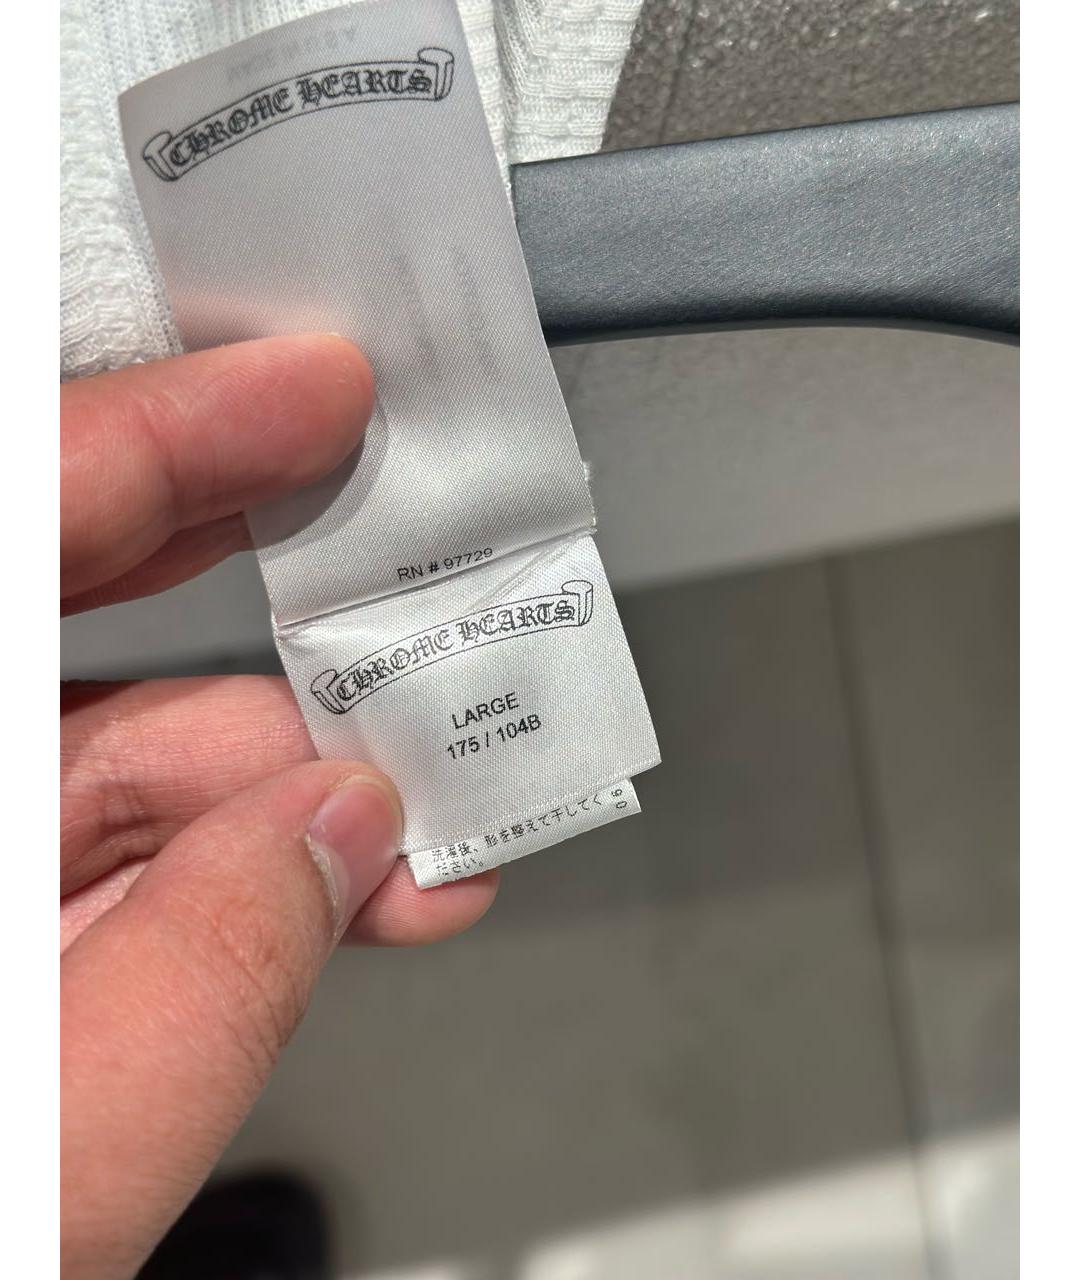 CHROME HEARTS
RN # 97729
CHROME HEARTS
LARGE
175 / 104B
洗濯後、形を整えて干してく
ださい。